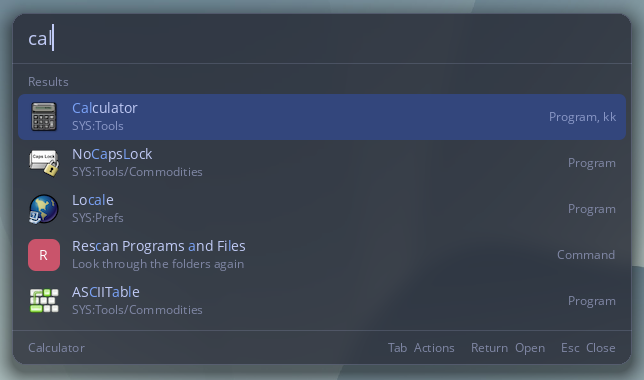 cal
Results
Calculator
SYS:Tools
Program, kk
Caps Lock
NoCapsLock
SYS:Tools/Commodities
Program
Locale
SYS:Prefs
Program
R
Rescan Programs and Files
Look through the folders again
Command
ASCIITable
SYS:Tools/Commodities
Program
Calculator
Tab Actions Return Open Esc Close